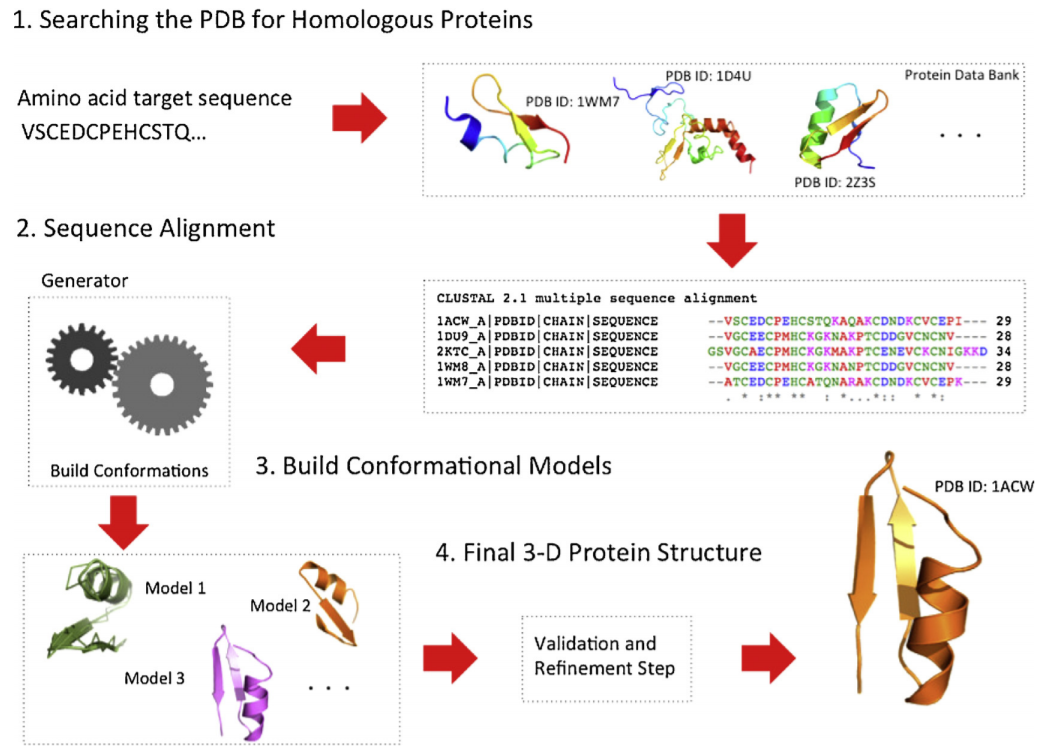 1. Searching the PDB for Homologous Proteins
Amino acid target sequence
VSCEDCPEHCSTQ...
PDB ID: 1WM7
PDB ID: 1D4U
Protein Data Bank
PDB ID: 2Z3S
. . .
2. Sequence Alignment
Generator
Build Conformations
CLUSTAL 2.1 multiple sequence alignment
1ACW_A|PDBID|CHAIN|SEQUENCE --VSCEDCPEHCSTQKAQAKCDNDKCVCEPI---- 29
1DU9_A|PDBID|CHAIN|SEQUENCE --VGCEECPMHCKGKNAKPTCDDGVCNCNV----- 28
2KTC_A|PDBID|CHAIN|SEQUENCE GSVGCAECPMHCKGKMAKPTCENEVCKCNIGKKD 34
1WM8_A|PDBID|CHAIN|SEQUENCE --VGCEECPMHCKGKNANPTCDDGVCNCNV----- 28
1WM7_A|PDBID|CHAIN|SEQUENCE --ATCEDCPEHCATQNARAKCDNDKCVCEPK---- 29
. * :** ** : ....*:: * *:
3. Build Conformational Models
Model 1
Model 2
Model 3
. . .
4. Final 3-D Protein Structure
Validation and
Refinement Step
PDB ID: 1ACW